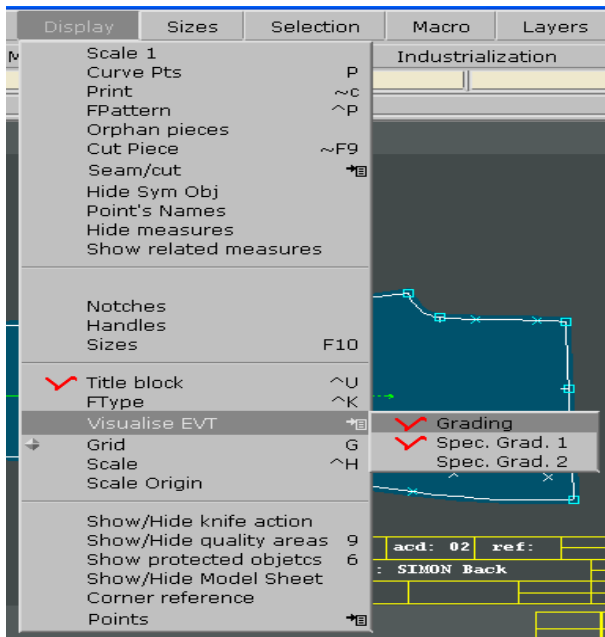 Display Sizes Selection Macro Layers
M Industrialization
Scale 1
Curve Pts P
Print ~c
FPattern ^P
Orphan pieces
Cut Piece ~F9
Seam/cut
Hide Sym Obj
Point's Names
Hide measures
Show related measures
Notches
Handles
Sizes F10
Title block ^U
FType ^K
Visualise EVT
Grading
Grid G
Spec. Grad. 1
Scale ^H
Spec. Grad. 2
Scale Origin
Show/Hide knife action
Show/Hide quality areas 9
acd: 02 ref:
Show protected objetcs 6
: SIMON Back
Show/Hide Model Sheet
Corner reference
Points